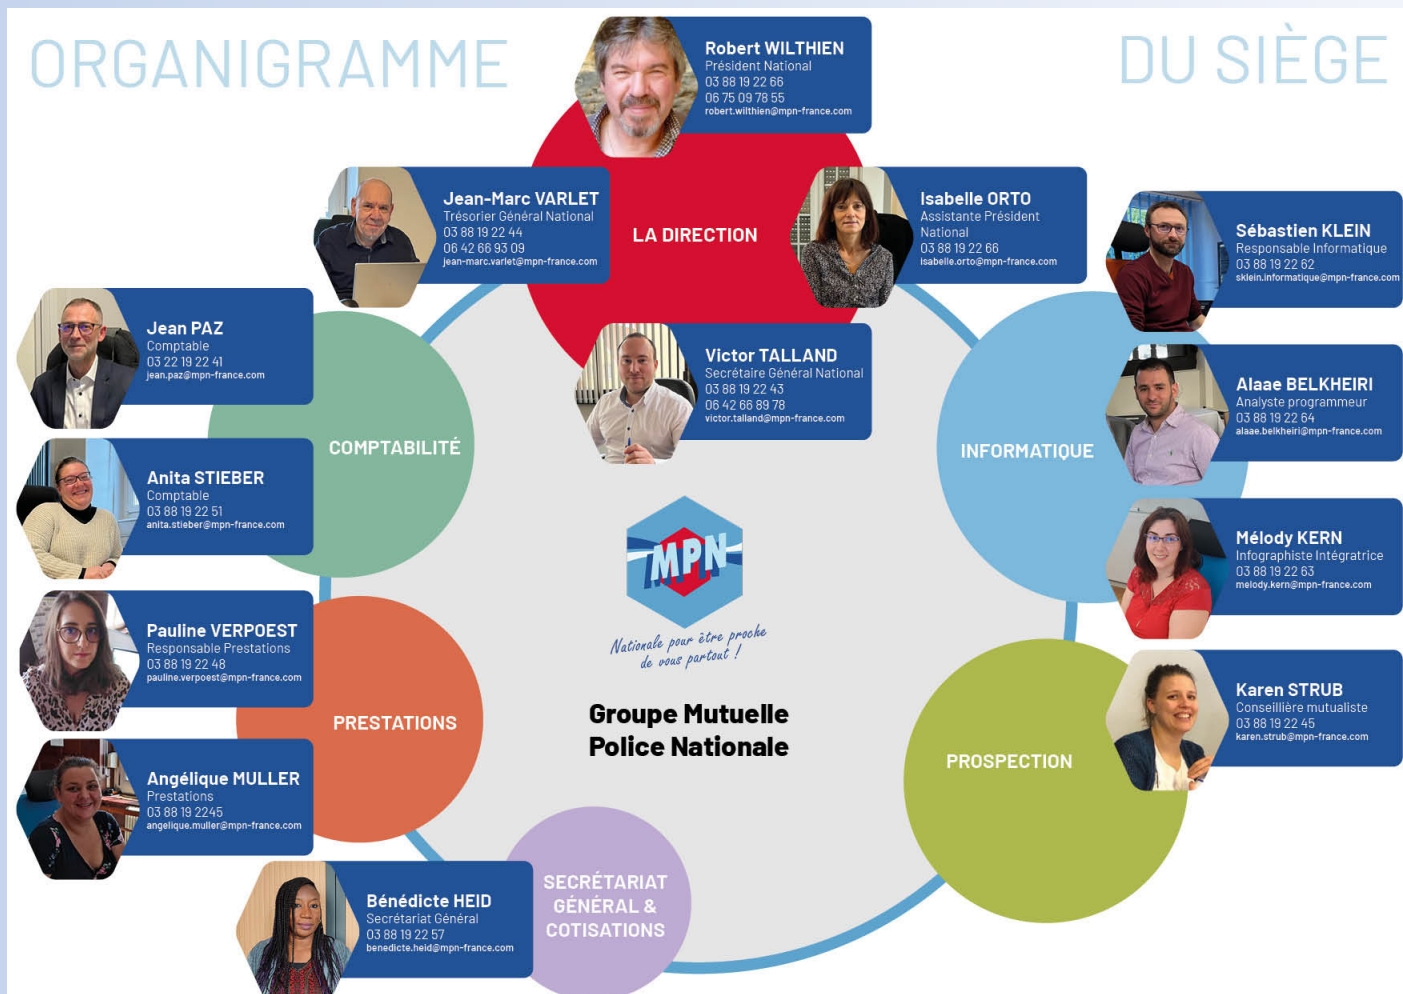 ORGANIGRAMME
DU SIÈGE
Robert WILTHIEN
Président National
03 88 19 22 66
06 75 09 78 55
robert.wilthien@mpn-france.com
Jean-Marc VARLET
Trésorier Général National
03 88 19 22 44
06 42 66 93 09
jean-marc.varlet@mpn-france.com
LA DIRECTION
Isabelle ORTO
Assistante Président
National
03 88 19 22 66
isabelle.orto@mpn-france.com
Victor TALLAND
Secrétaire Général National
03 88 19 22 43
06 42 66 89 78
victor.talland@mpn-france.com
Jean PAZ
Comptable
03 22 19 22 41
jean.paz@mpn-france.com
COMPTABILITÉ
Anita STIEBER
Comptable
03 88 19 22 51
anita.stieber@mpn-france.com
Sébastien KLEIN
Responsable Informatique
03 88 19 22 62
sklein.informatique@mpn-france.com
Alaae BELKHEIRI
Analyste programmeur
03 88 19 22 64
alaae.belkheiri@mpn-france.com
INFORMATIQUE
Mélody KERN
Infographiste Intégratrice
03 88 19 22 63
melody.kern@mpn-france.com
MPN
Nationale pour être proche
de vous partout !
Groupe Mutuelle
Police Nationale
Pauline VERPOEST
Responsable Prestations
03 88 19 22 48
pauline.verpoest@mpn-france.com
PRESTATIONS
Angélique MULLER
Prestations
03 88 19 2245
angelique.muller@mpn-france.com
Karen STRUB
Conseillière mutualiste
03 88 19 22 45
karen.strub@mpn-france.com
PROSPECTION
Bénédicte HEID
Secrétariat Général
03 88 19 22 57
benedicte.heid@mpn-france.com
SECRÉTARIAT
GÉNÉRAL &
COTISATIONS